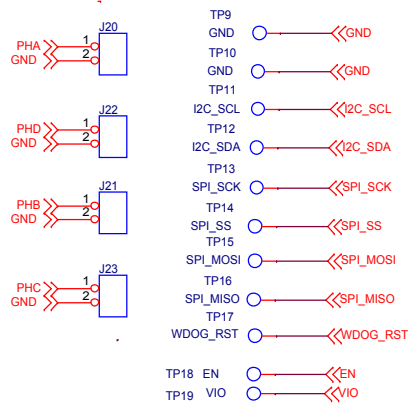 J20
PHA 1
GND 2
J22
PHD 1
GND 2
J21
PHB 1
GND 2
J23
PHC 1
GND 2
TP9
GND GND
TP10
GND GND
TP11
I2C_SCL I2C_SCL
TP12
I2C_SDA I2C_SDA
TP13
SPI_SCK SPI_SCK
TP14
SPI_SS SPI_SS
TP15
SPI_MOSI SPI_MOSI
TP16
SPI_MISO SPI_MISO
TP17
WDOG_RST WDOG_RST
TP18 EN EN
TP19 VIO VIO